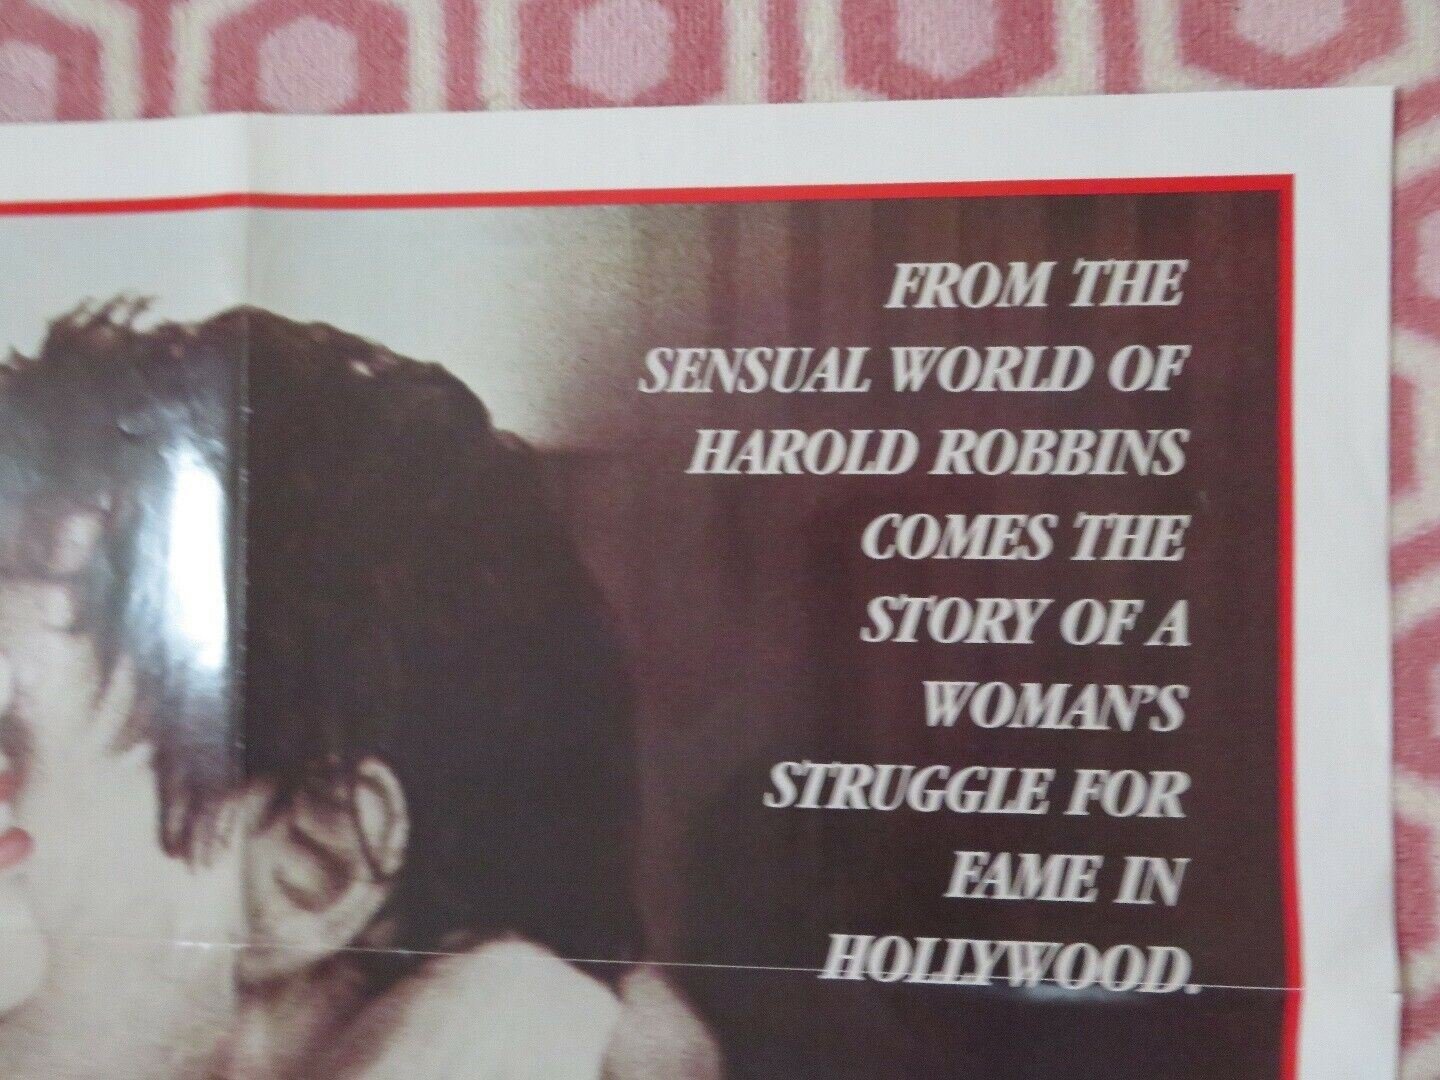 FROM THE
SENSUAL WORLD OF
HAROLD ROBBINS
COMES THE
STORY OF A
WOMAN'S
STRUGGLE FOR
FAME IN
HOLLYWOOD.